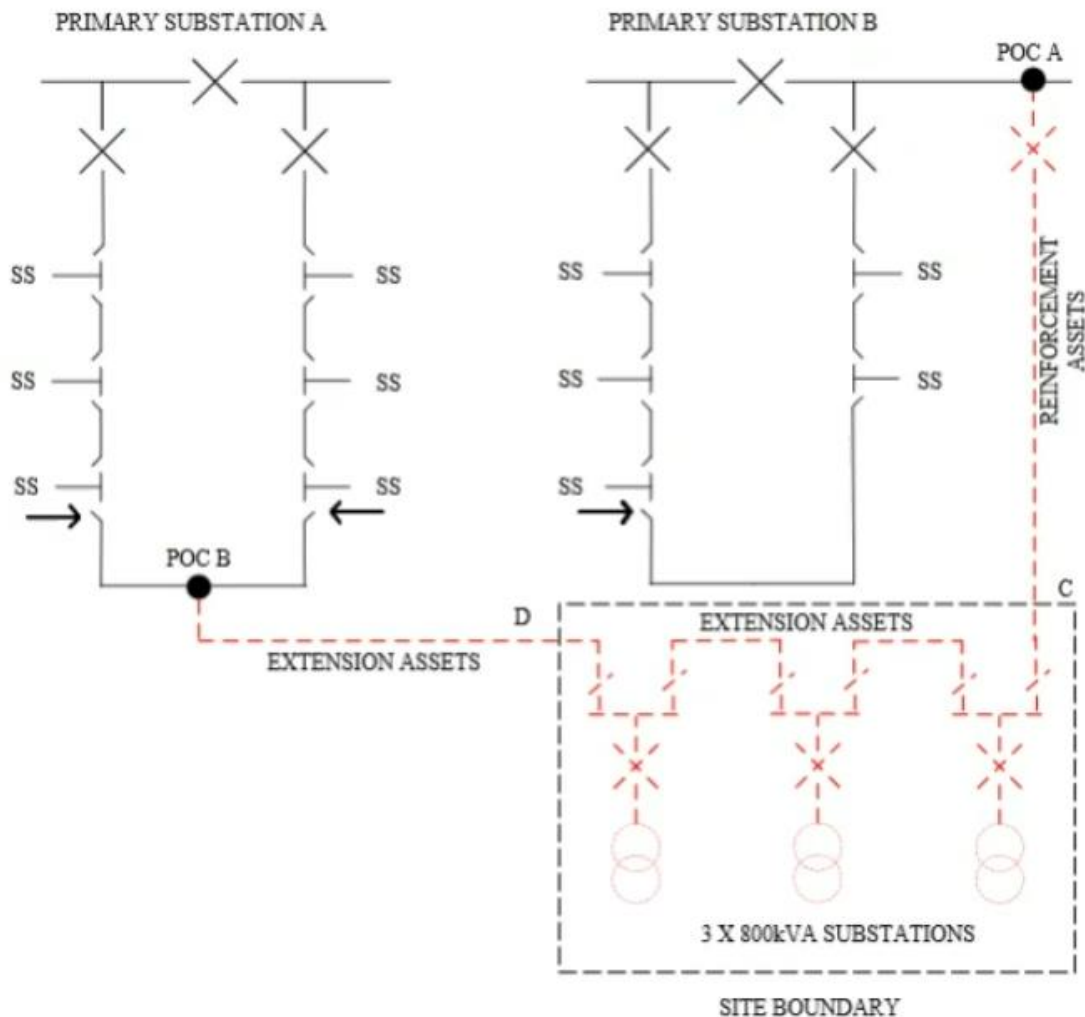 PRIMARY SUBSTATION A
PRIMARY SUBSTATION B
POC A
SS
SS
SS
SS
SS
SS
SS
SS
SS
SS
SS
REINFORCEMENT
ASSETS
POC B
C
D
EXTENSION ASSETS
EXTENSION ASSETS
3 X 800kVA SUBSTATIONS
SITE BOUNDARY